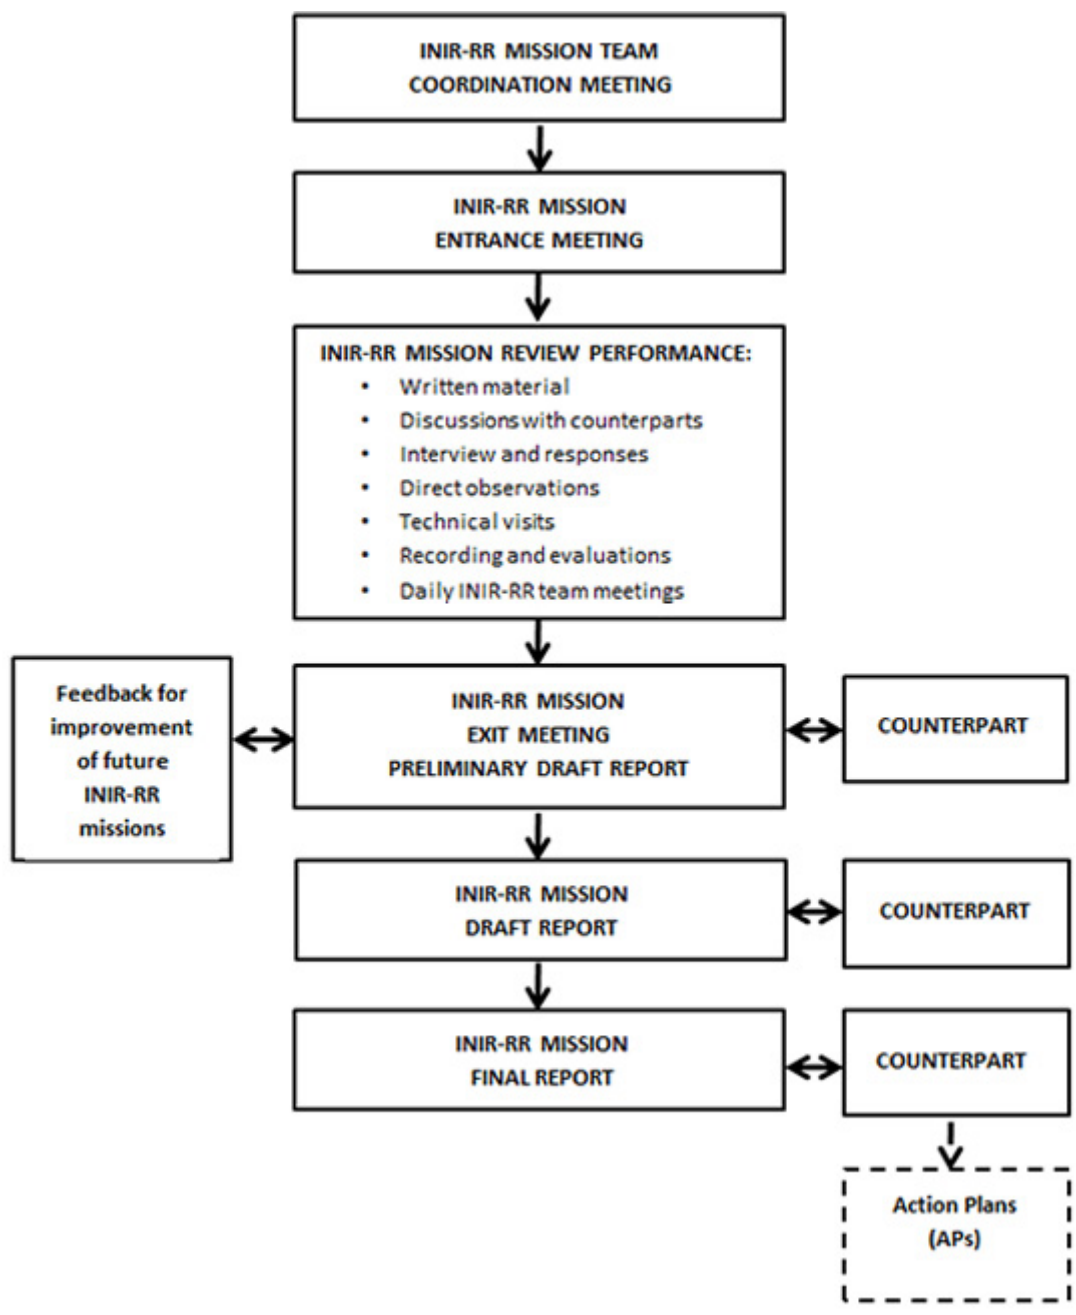 INIR-RR MISSION TEAM
COORDINATION MEETING
INIR-RR MISSION
ENTRANCE MEETING
INIR-RR MISSION REVIEW PERFORMANCE:
• Written material
• Discussions with counterparts
• Interview and responses
• Direct observations
• Technical visits
• Recording and evaluations
• Daily INIR-RR team meetings
Feedback for
improvement
of future
INIR-RR
missions
INIR-RR MISSION
EXIT MEETING
PRELIMINARY DRAFT REPORT
COUNTERPART
INIR-RR MISSION
DRAFT REPORT
COUNTERPART
INIR-RR MISSION
FINAL REPORT
COUNTERPART
Action Plans
(APs)